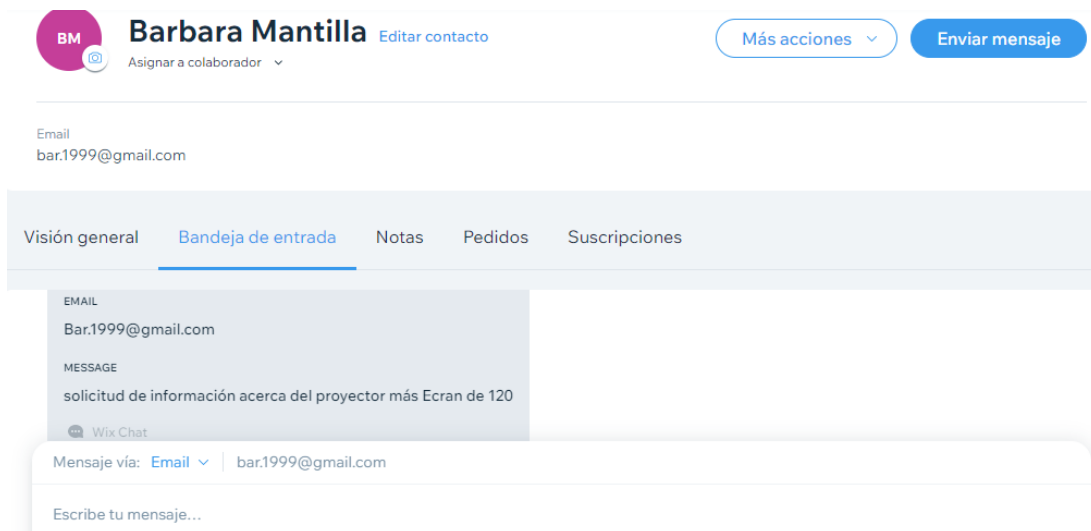 BM
Barbara Mantilla Editar contacto
Más acciones
Enviar mensaje
Asignar a colaborador
Email
bar.1999@gmail.com
Visión general Bandeja de entrada Notas Pedidos Suscripciones
EMAIL
Bar.1999@gmail.com
MESSAGE
solicitud de información acerca del proyector más Ecran de 120
Wix Chat
Mensaje vía: Email bar.1999@gmail.com
Escribe tu mensaje...